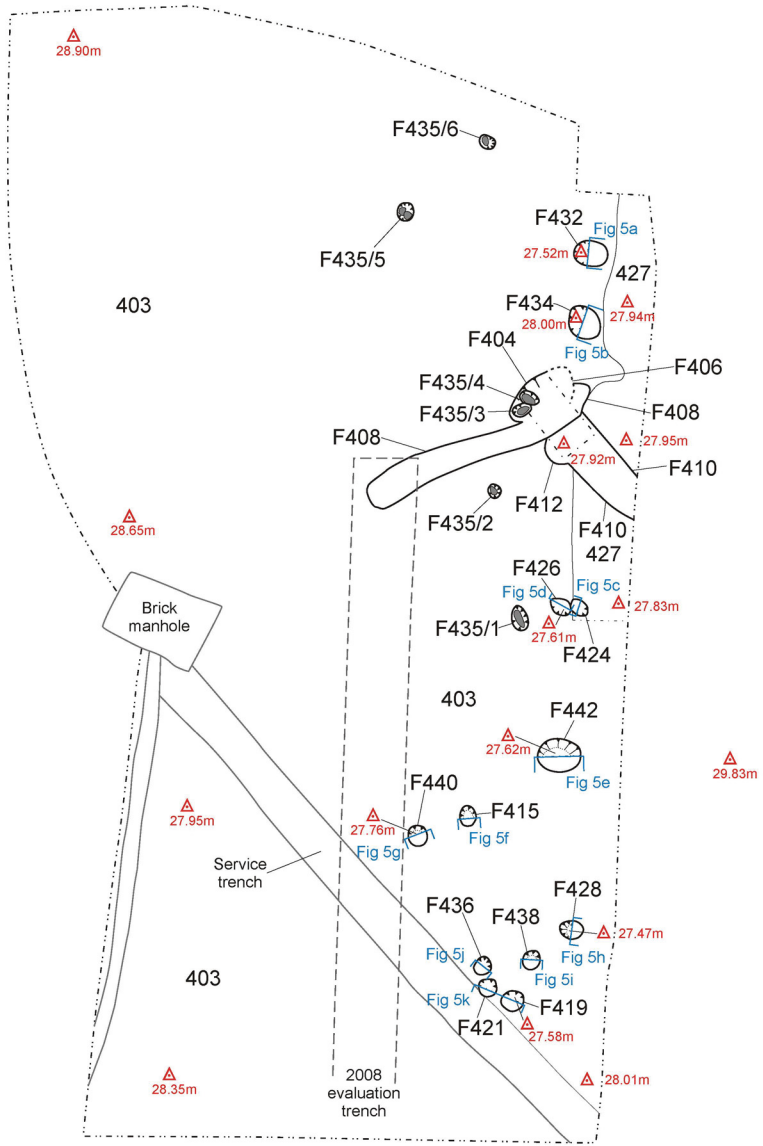 28.90m
F435/6
F432
Fig 5a
F435/5
27.52m
427
403
F434
27.94m
28.00m
F404
Fig 5b
F406
F435/4
F435/3
F408
F408
27.95m
27.92m
F410
F412
F435/2
28.65m
F410
427
F426
Fig 5d
Fig 5c
27.83m
Brick
manhole
F435/1
27.61m
F424
403
F442
27.62m
29.83m
Fig 5e
F440
F415
27.95m
27.76m
Fig 5g
Fig 5f
Service
trench
F428
F436
F438
27.47m
Fig 5j
Fig 5h
Fig 5i
403
Fig 5k
F419
F421
27.58m
28.35m
2008
evaluation
trench
28.01m